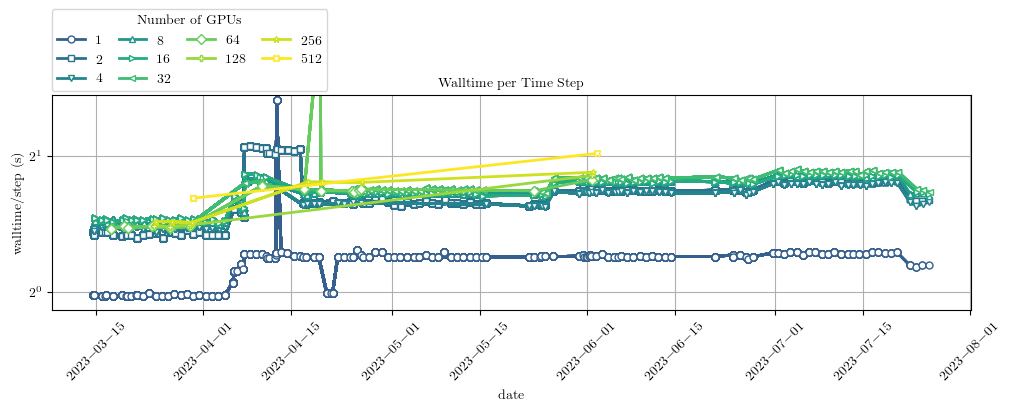 Number of GPUs
1 8 64 256
2 16 128 512
4 32
Walltime per Time Step
walltime/step (s)
2^1
2^0
2023−03−15 2023−04−01 2023−04−15 2023−05−01 2023−05−15 2023−06−01 2023−06−15 2023−07−01 2023−07−15 2023−08−01
date